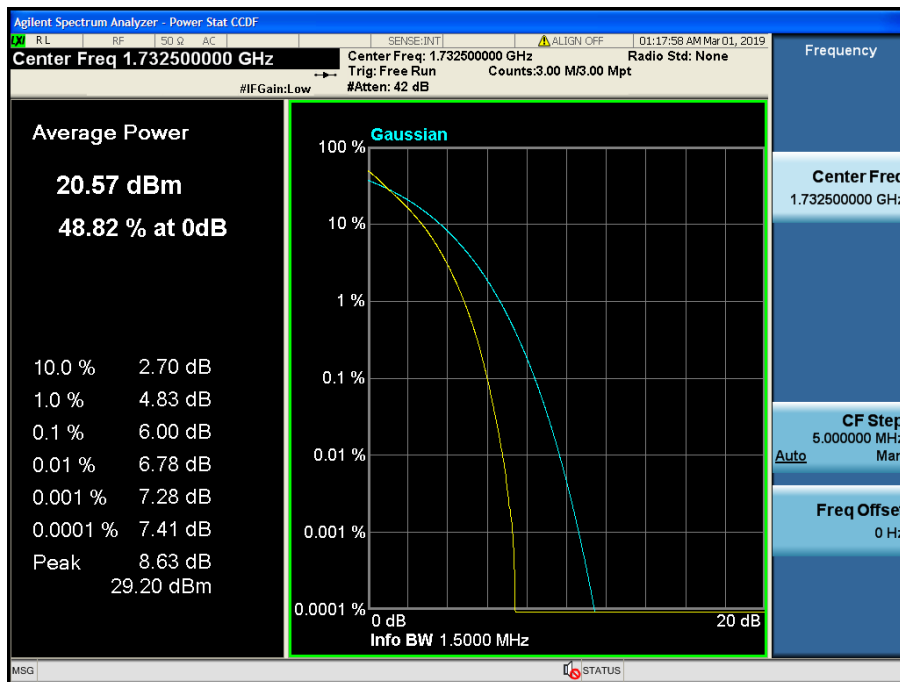 Agilent Spectrum Analyzer - Power Stat CCDF
LXI RL RF 50 Ω AC SENSE:INT ALIGN OFF 01:17:58 AM Mar 01, 2019
Center Freq 1.732500000 GHz
Center Freq: 1.732500000 GHz Radio Std: None
Trig: Free Run Counts:3.00 M/3.00 Mpt
#IFGain:Low #Atten: 42 dB
Frequency
Average Power
20.57 dBm
48.82 % at 0dB
10.0 % 2.70 dB
1.0 % 4.83 dB
0.1 % 6.00 dB
0.01 % 6.78 dB
0.001 % 7.28 dB
0.0001 % 7.41 dB
Peak 8.63 dB
29.20 dBm
Gaussian
100 %
10 %
1 %
0.1 %
0.01 %
0.001 %
0.0001 %
0 dB 20 dB
Info BW 1.5000 MHz
Center Freq
1.732500000 GHz
CF Step
5.000000 MHz
Auto Man
Freq Offset
0 Hz
MSG STATUS